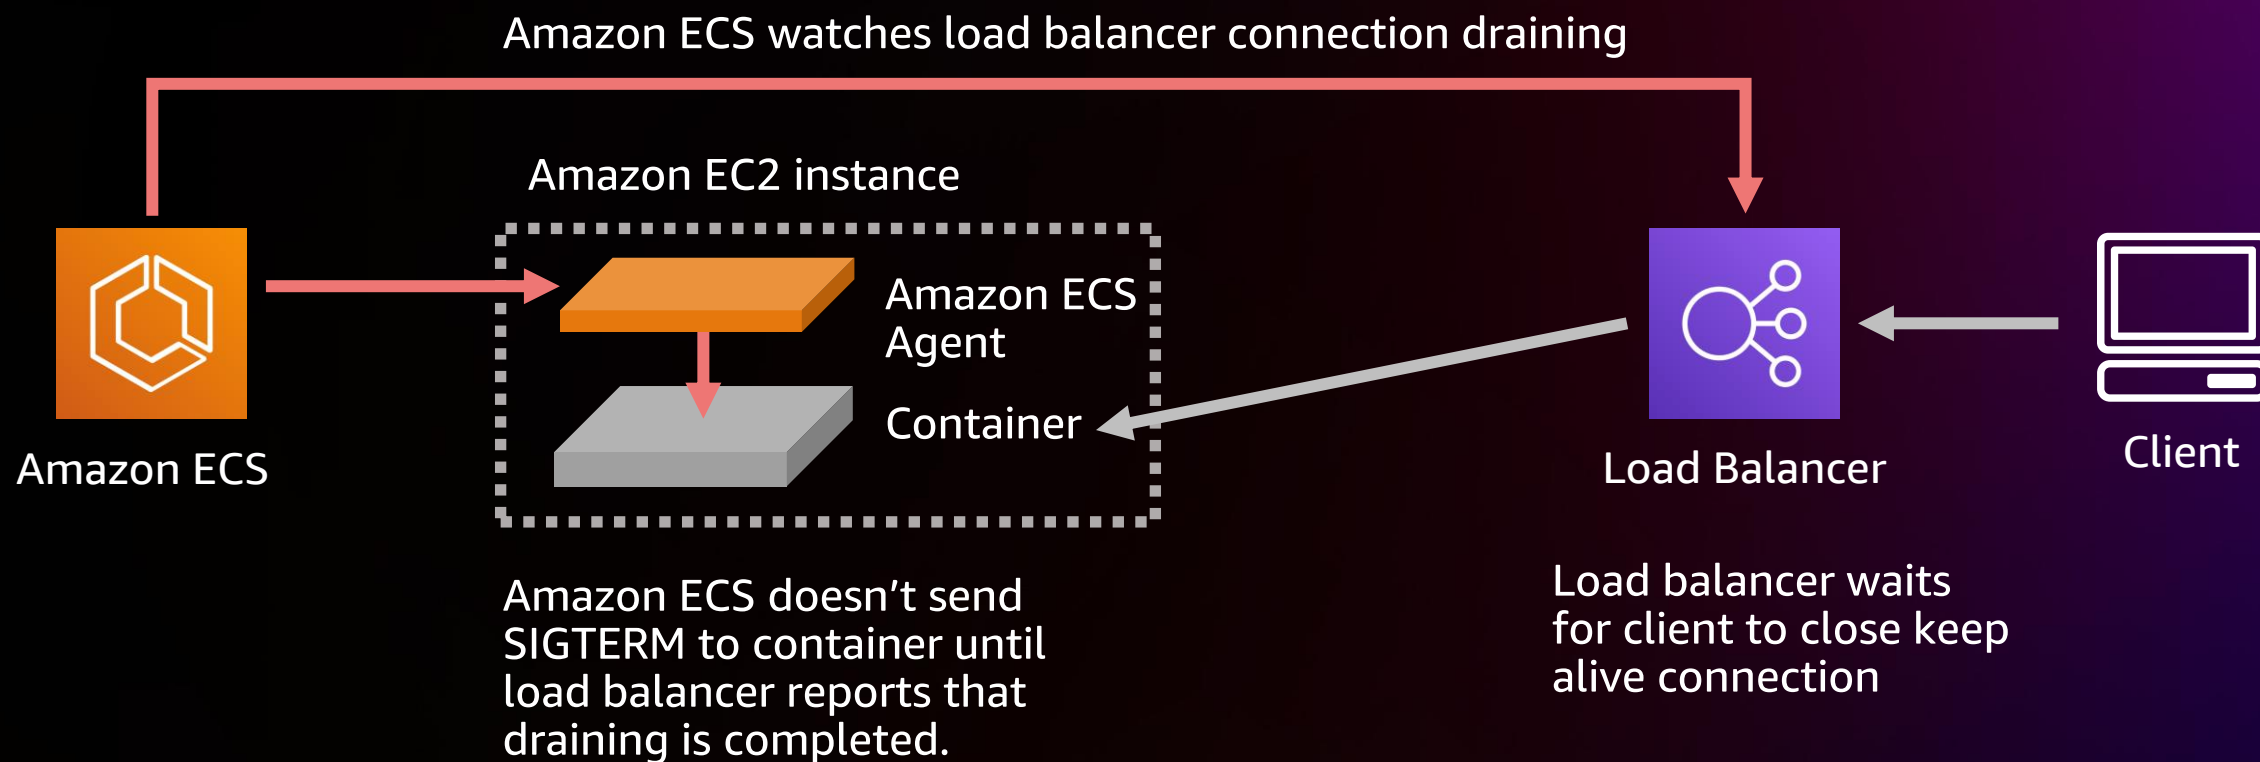 Amazon ECS watches load balancer connection draining
Amazon EC2 instance
Amazon ECS
Agent
Container
Amazon ECS
Load Balancer
Client
Amazon ECS doesn’t send
SIGTERM to container until
load balancer reports that
draining is completed.
Load balancer waits
for client to close keep
alive connection